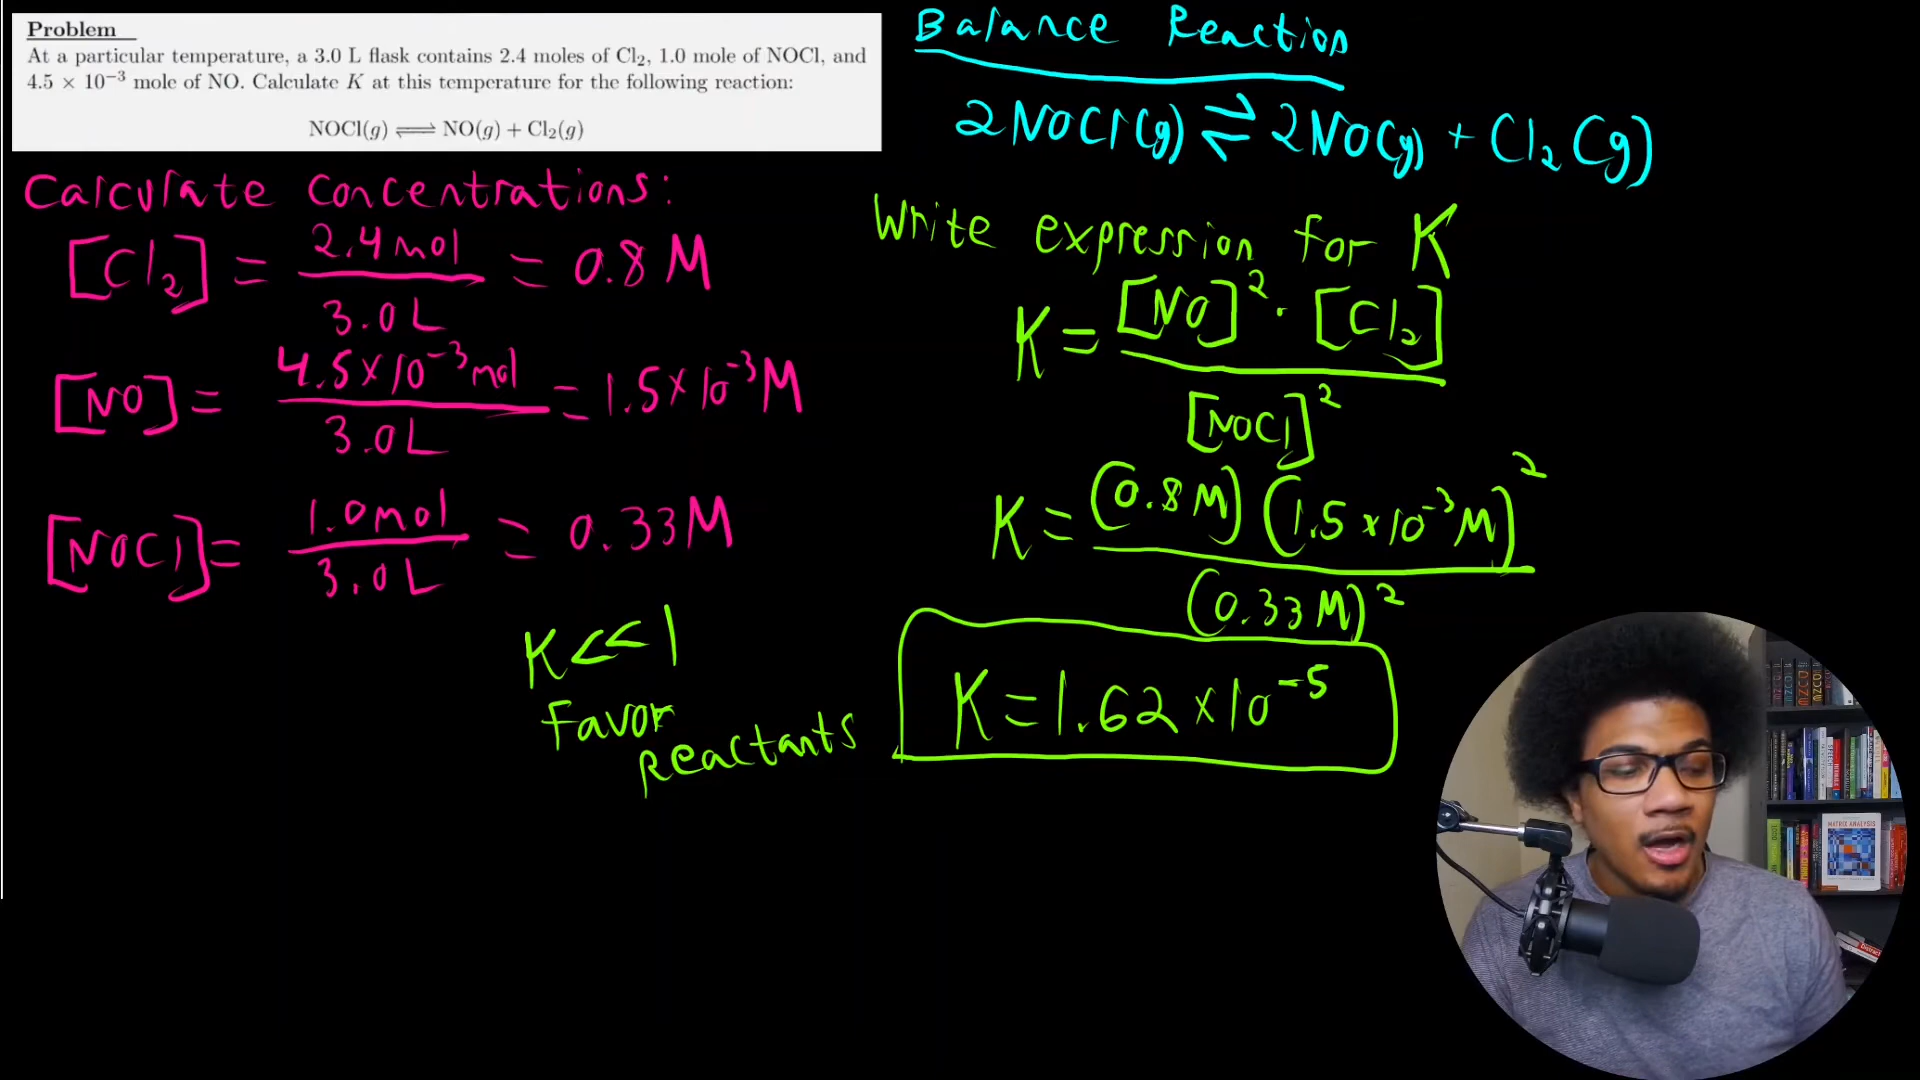 Problem
At a particular temperature, a 3.0 L flask contains 2.4 moles of Cl₂, 1.0 mole of NOCl, and
4.5 × 10⁻³ mole of NO. Calculate K at this temperature for the following reaction:
NOCl(g) ⇌ NO(g) + Cl₂(g)
Calculate Concentrations:
[Cl₂] = 2.4 mol / 3.0 L = 0.8 M
[NO] = 4.5 × 10⁻³ mol / 3.0 L = 1.5 × 10⁻³ M
[NOCl] = 1.0 mol / 3.0 L = 0.33 M
K << 1
Favor
Reactants
Balance Reaction
2NOCl(g) ⇌ 2NO(g) + Cl₂(g)
Write expression for K
K = [NO]² · [Cl₂] / [NOCl]²
K = (0.8 M) (1.5 × 10⁻³ M)² / (0.33 M)²
K = 1.62 × 10⁻⁵
MATRIX ANALYSIS